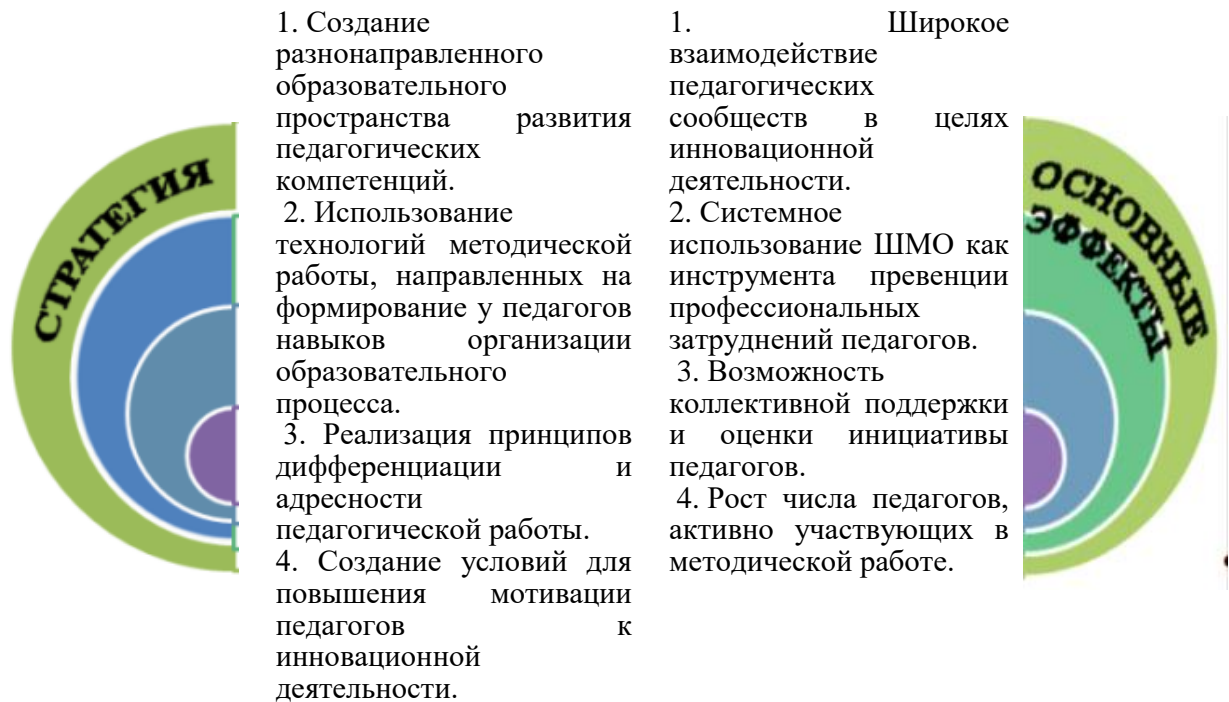 СТРАТЕГИЯ
1. Создание
разнонаправленного
образовательного
пространства развития
педагогических
компетенций.
2. Использование
технологий методической
работы, направленных на
формирование у педагогов
навыков организации
образовательного
процесса.
3. Реализация принципов
дифференциации и
адресности
педагогической работы.
4. Создание условий для
повышения мотивации
педагогов к
инновационной
деятельности.
1. Широкое
взаимодействие
педагогических
сообществ в целях
инновационной
деятельности.
2. Системное
использование ШМО как
инструмента превенции
профессиональных
затруднений педагогов.
3. Возможность
коллективной поддержки
и оценки инициативы
педагогов.
4. Рост числа педагогов,
активно участвующих в
методической работе.
ОСНОВНЫЕ
ЭФФЕКТЫ